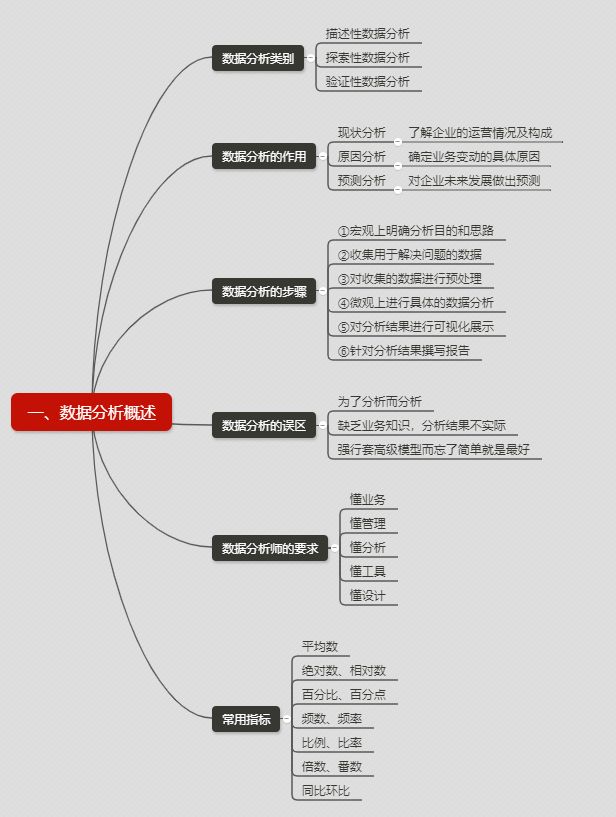 一、数据分析概述
数据分析类别
描述性数据分析
探索性数据分析
验证性数据分析
数据分析的作用
现状分析
了解企业的运营情况及构成
原因分析
确定业务变动的具体原因
预测分析
对企业未来发展做出预测
数据分析的步骤
①宏观上明确分析目的和思路
②收集用于解决问题的数据
③对收集的数据进行预处理
④微观上进行具体的数据分析
⑤对分析结果进行可视化展示
⑥针对分析结果撰写报告
数据分析的误区
为了分析而分析
缺乏业务知识，分析结果不实际
强行套高级模型而忘了简单就是最好
数据分析师的要求
懂业务
懂管理
懂分析
懂工具
懂设计
常用指标
平均数
绝对数、相对数
百分比、百分点
频数、频率
比例、比率
倍数、番数
同比环比